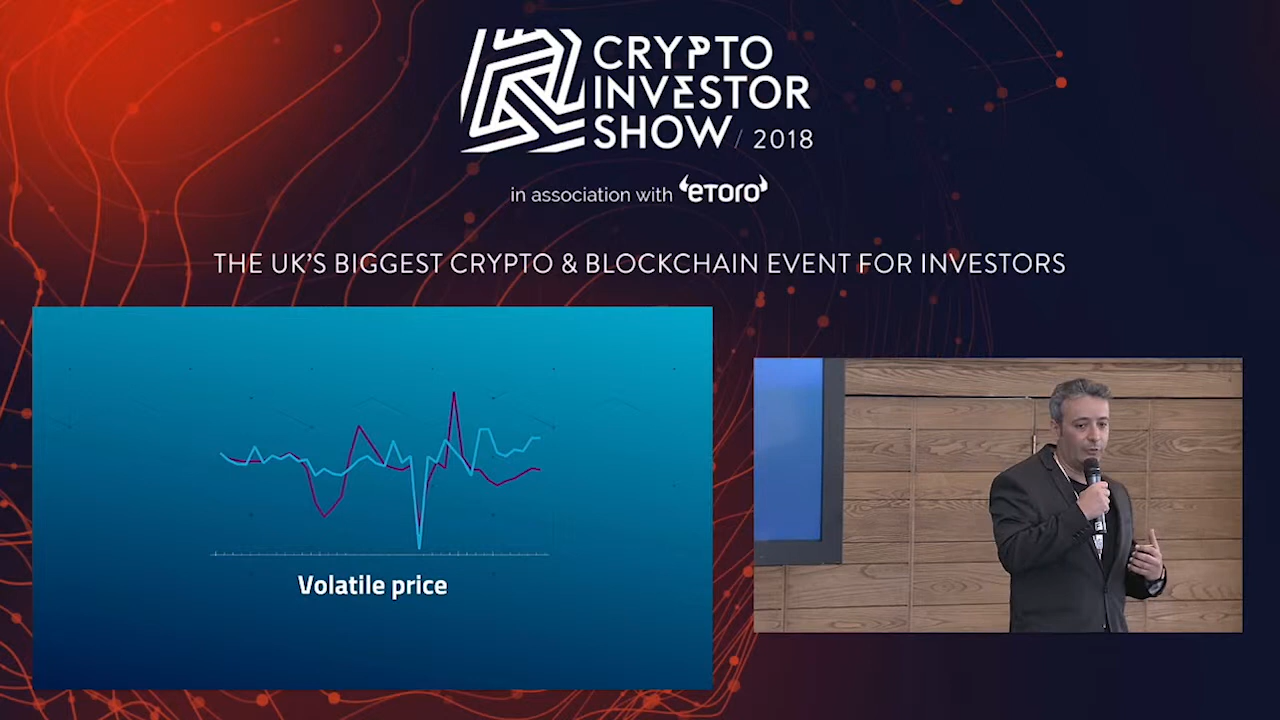 CRYPTO
INVESTOR
SHOW / 2018
in association with eToro
THE UK'S BIGGEST CRYPTO & BLOCKCHAIN EVENT FOR INVESTORS
Volatile price